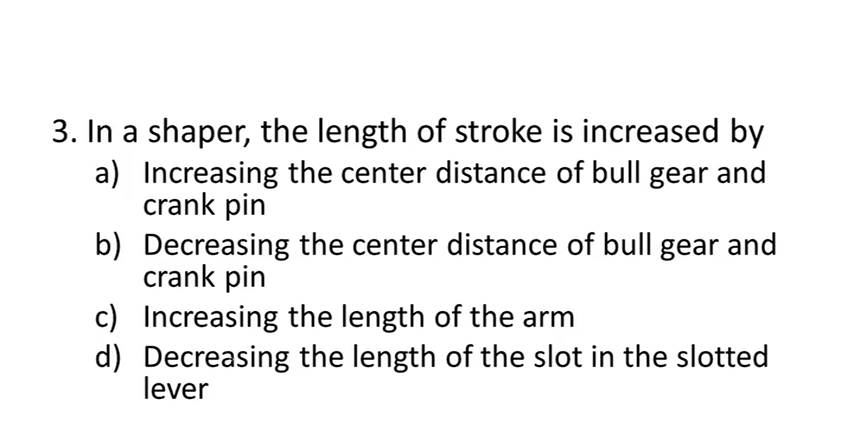 3. In a shaper, the length of stroke is increased by
a) Increasing the center distance of bull gear and
crank pin
b) Decreasing the center distance of bull gear and
crank pin
c) Increasing the length of the arm
d) Decreasing the length of the slot in the slotted
lever